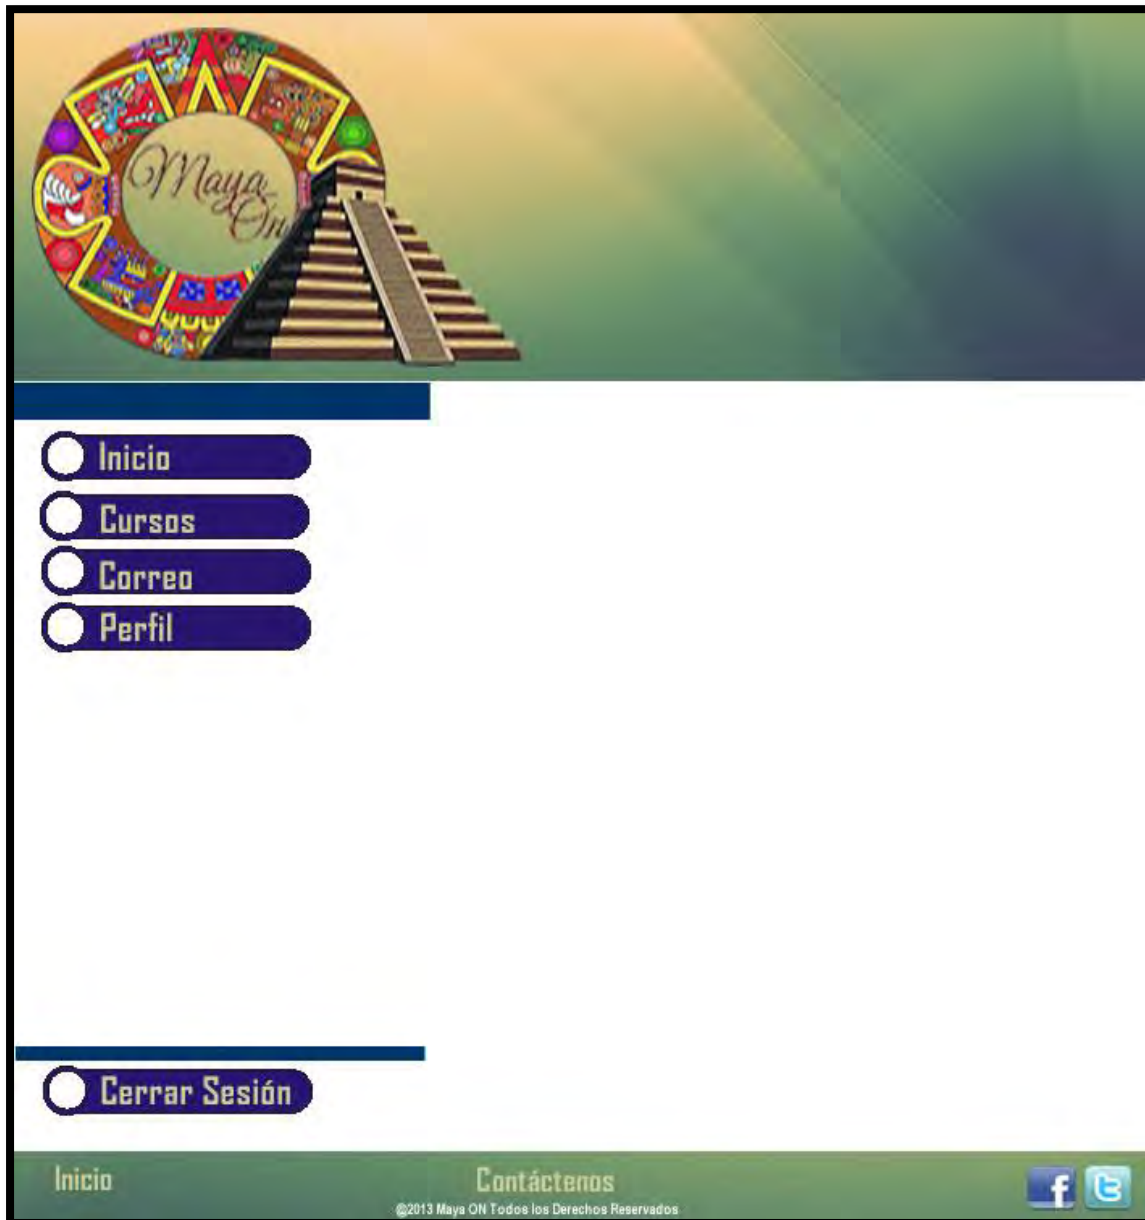 Maya
On
Inicio
Cursos
Correo
Perfil
Cerrar Sesión
Inicio
Contáctenos
@2013 Maya ON Todos los Derechos Reservados